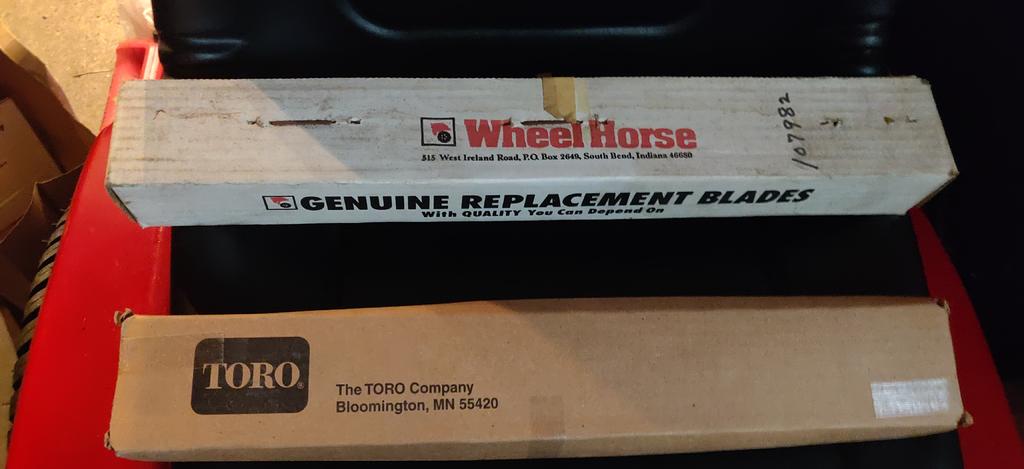 Wheel Horse
515 West Ireland Road, P.O. Box 2649, South Bend, Indiana 46680
107982
GENUINE REPLACEMENT BLADES
With QUALITY You Can Depend On
TORO®
The TORO Company
Bloomington, MN 55420